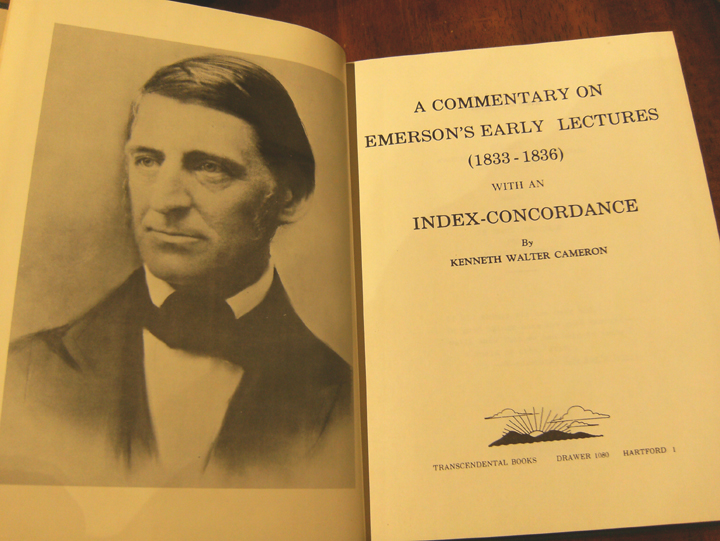 A COMMENTARY ON
EMERSON'S EARLY LECTURES
(1833 - 1836)
WITH AN
INDEX-CONCORDANCE
By
KENNETH WALTER CAMERON
TRANSCENDENTAL BOOKS DRAWER 1080 HARTFORD 1